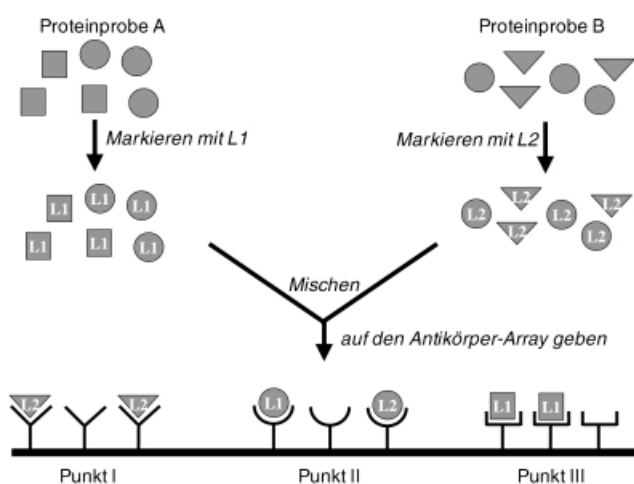 Proteinprobe A
Proteinprobe B
Markieren mit L1
Markieren mit L2
L1 L1 L1 L1 L1 L1
L2 L2 L2 L2 L2 L2
Mischen
auf den Antikörper-Array geben
L2 L2 L1 L2 L1 L1
Punkt I
Punkt II
Punkt III